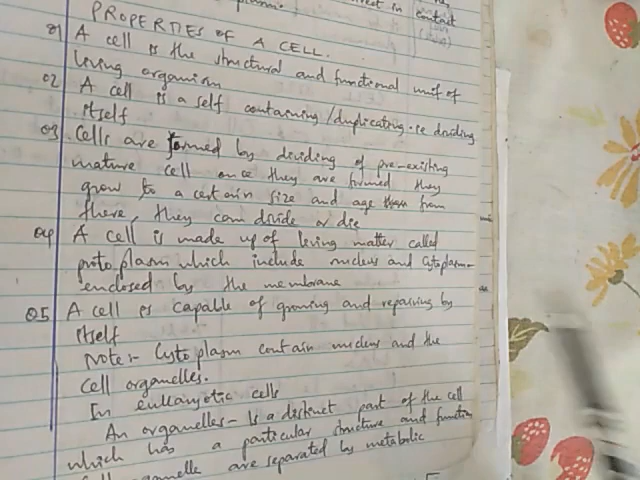 in contact
PROPERTIES OF A CELL.
01 A cell is the structural and functional unit of
living organism
02 A cell is a self containing/duplicating. ie dividing
itself
03 Cells are formed by dividing of pre-existing
mature cell once they are formed they
grow to a certain size and age from
there, they can divide or die
04 A cell is made up of living matter called
protoplasm which include nucleus and Cytoplasm-
enclosed by the membrane
05 A cell is capable of growing and repairing by
itself
Note:- Cytoplasm contain nucleus and the
cell organelles.
In eukaryotic cells
An organelles- Is a distinct part of the cell
which has a particular structure and function
organelle are separated by metabolic